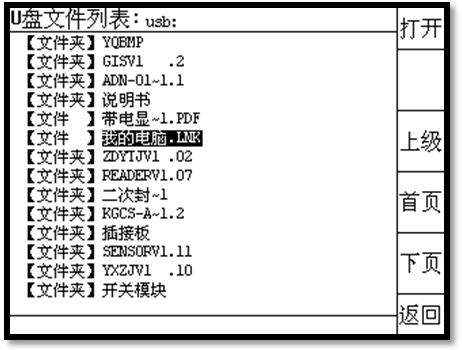 U盘文件列表: usb:
【文件夹】YQBMP
【文件夹】GISV1   .2
【文件夹】ADN-01~1.1
【文件夹】说明书
【文件  】带电显~1.PDF
【文件  】我的电脑.LNK
【文件夹】ZDYTJV1 .02
【文件夹】READERV1.07
【文件夹】二次封~1
【文件夹】KGCS-A~1.2
【文件夹】插接板
【文件夹】SENSORV1.11
【文件夹】YXZJV1  .10
【文件夹】开关模块
打开
上级
首页
下页
返回